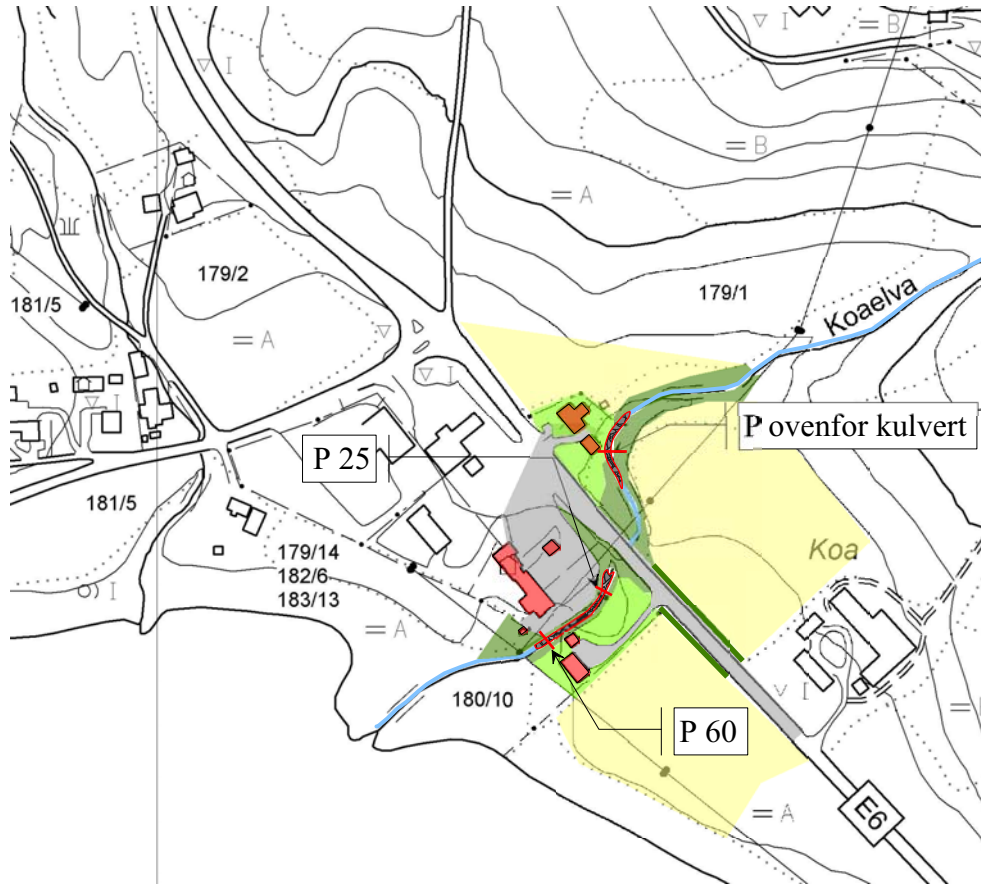 I
= B
I
= B
= A
179/2
181/5
179/1
Koaelva
= A
I
I
P ovenfor kulvert
P 25
181/5
Koa
179/14
182/6
183/13
I
= A
180/10
I
P 60
= A
E6